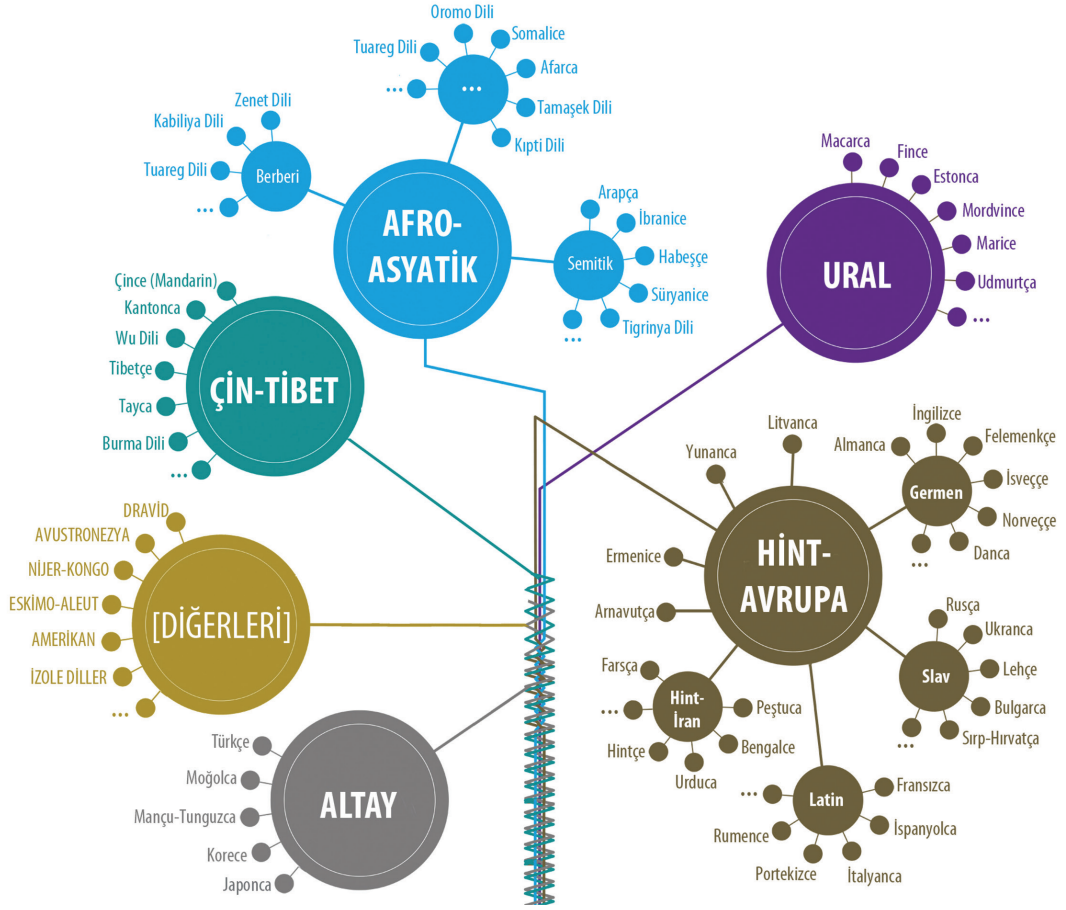 Oromo Dili
Somalice
Tuareg Dili
Afarca
...
...
Tamaşek Dili
Kıpti Dili
Zenet Dili
Kabiliya Dili
Tuareg Dili
Berberi
...
AFRO-
ASYATİK
Arapça
İbranice
Habeşçe
Semitik
Süryanice
Tigrinya Dili
...
Macarca
Fince
Estonca
Mordvince
Marice
Udmurtça
...
URAL
Çince (Mandarin)
Kantonca
Wu Dili
Tibetçe
Tayca
Burma Dili
...
ÇİN-TİBET
DRAVİD
AVUSTRONEZYA
NİJER-KONGO
ESKİMO-ALEUT
AMERİKAN
İZOLE DİLLER
...
[DİĞERLERİ]
Türkçe
Moğolca
Mançu-Tunguzca
Korece
Japonca
ALTAY
Litvanca
Yunanca
Ermenice
Arnavutça
HİNT-
AVRUPA
İngilizce
Almanca
Felemenkçe
İsveççe
Germen
Norveççe
Danca
...
Rusça
Ukranca
Lehçe
Slav
Bulgarca
Sırp-Hırvatça
...
Farsça
...
Hint-
İran
Peştuca
Hintçe
Bengalce
Urduca
...
Latin
Fransızca
İspanyolca
Rumence
Portekizce
İtalyanca